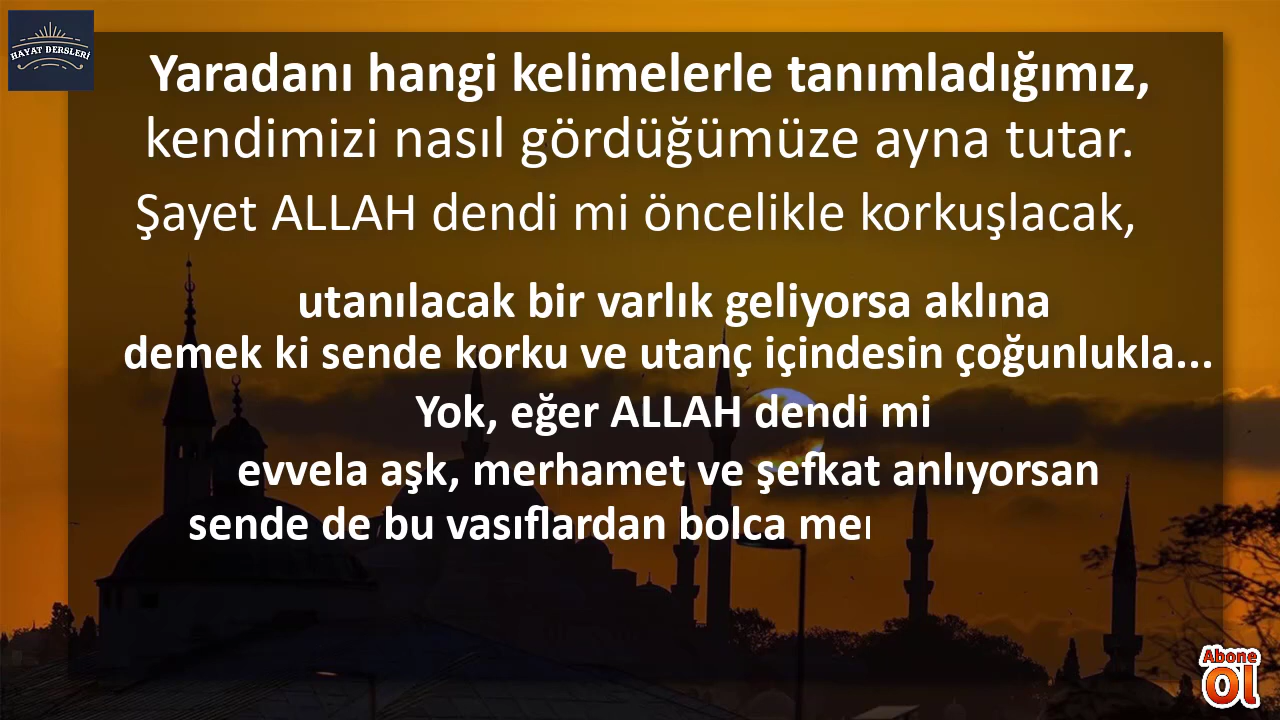 HAYAT DERSLERİ
Yaradanı hangi kelimelerle tanımladığımız,
kendimizi nasıl gördüğümüze ayna tutar.
Şayet ALLAH dendi mi öncelikle korkuşlacak,
utanılacak bir varlık geliyorsa aklına
demek ki sende korku ve utanç içindesin çoğunlukla...
Yok, eğer ALLAH dendi mi
evvela aşk, merhamet ve şefkat anlıyorsan
sende de bu vasıflardan bolca
Abone
Ol